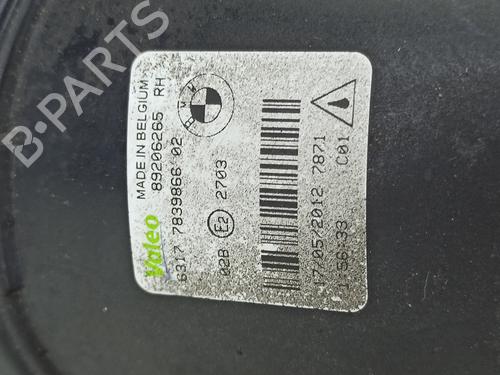 Valeo
MADE IN BELGIUM
89206265 RH
6317 7839866 02
BMW
02B E2 2703
17/05/2012 7871
1:56:33 C01
B-PARTS